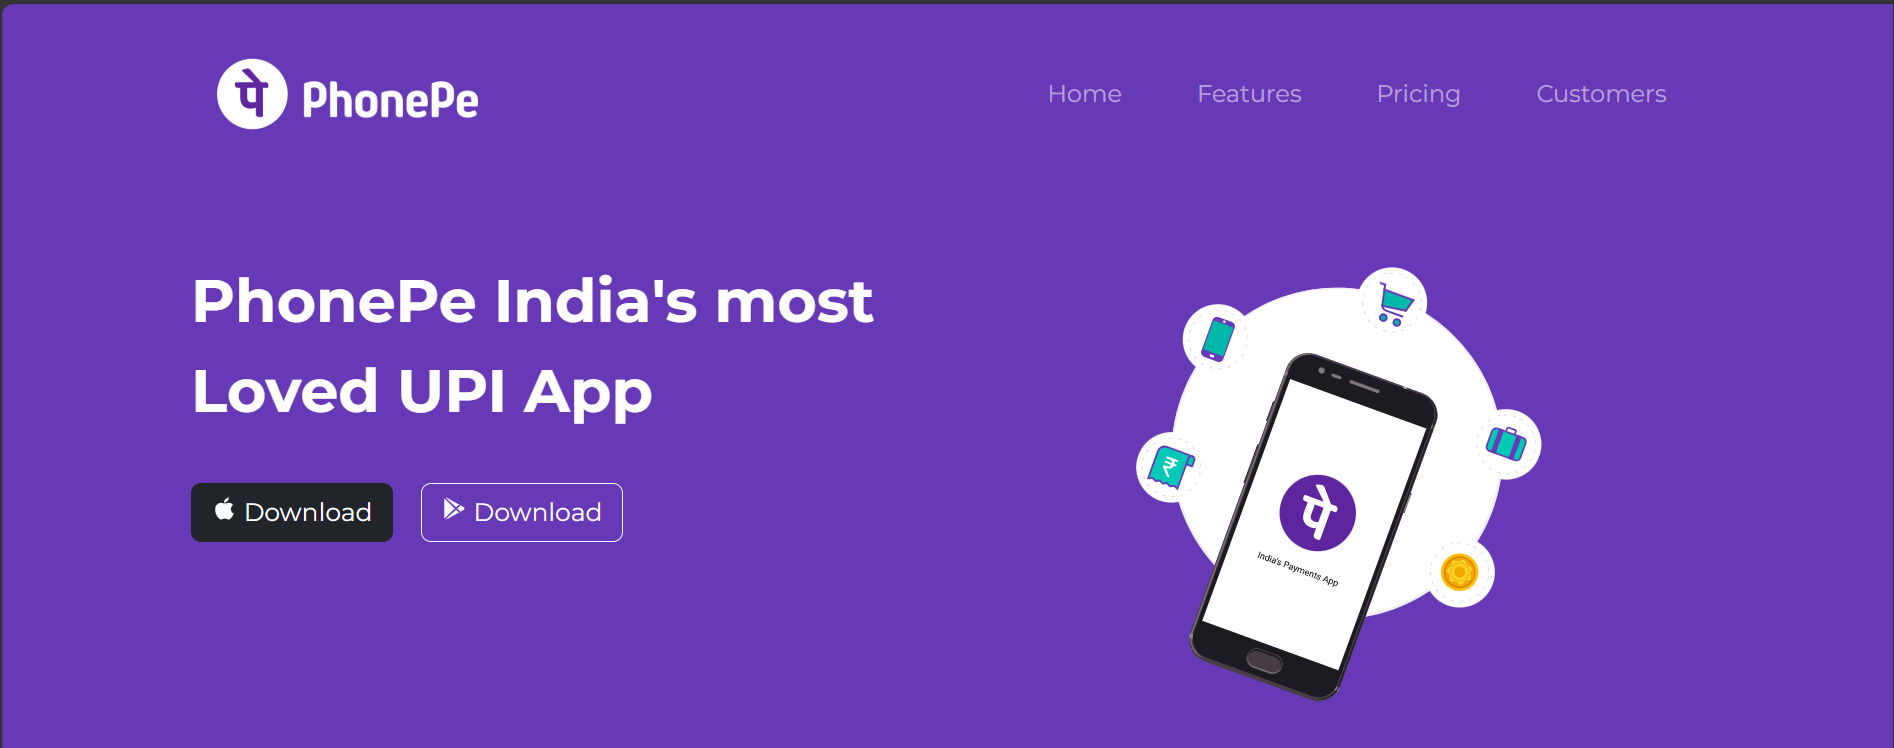 पे PhonePe
Home Features Pricing Customers
PhonePe India's most
Loved UPI App
Download Download
₹
पे
India's Payments App